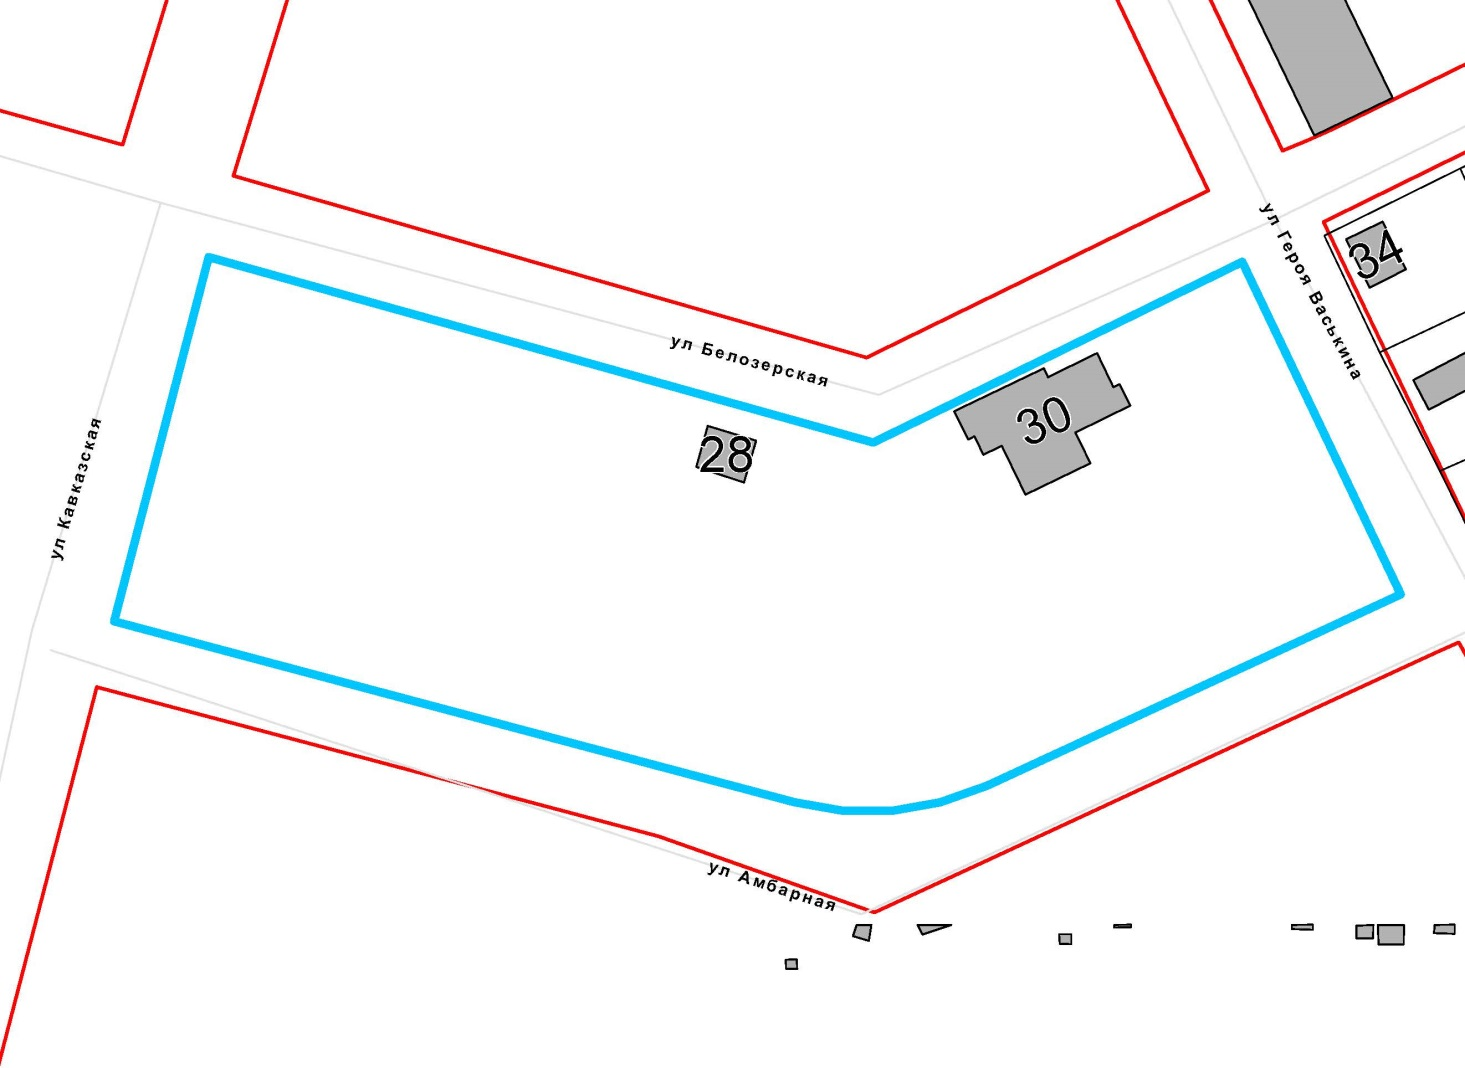 ул Героя Васькина
34
ул Белозерская
30
28
ул Кавказская
ул Амбарная